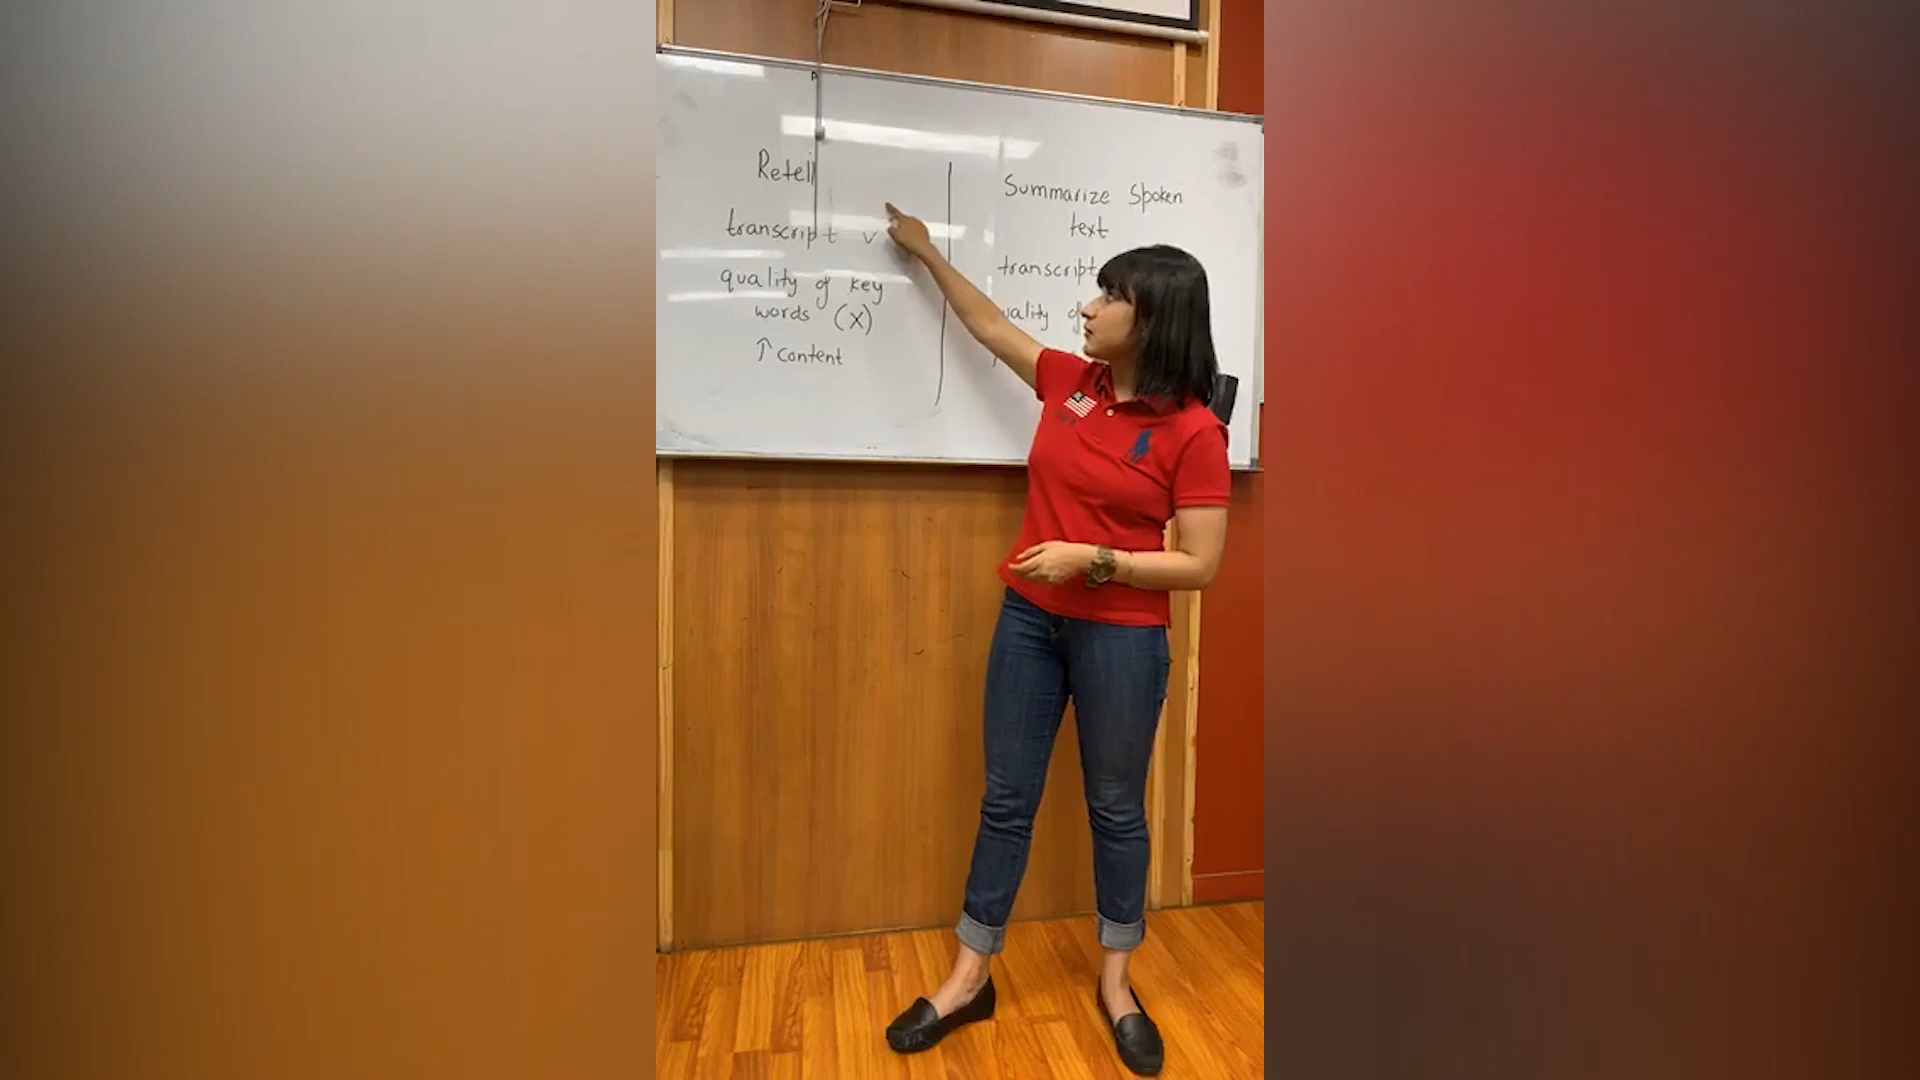 Retell
transcript ✓
quality of key
words (X)
↑ content
Summarize Spoken
text
transcript